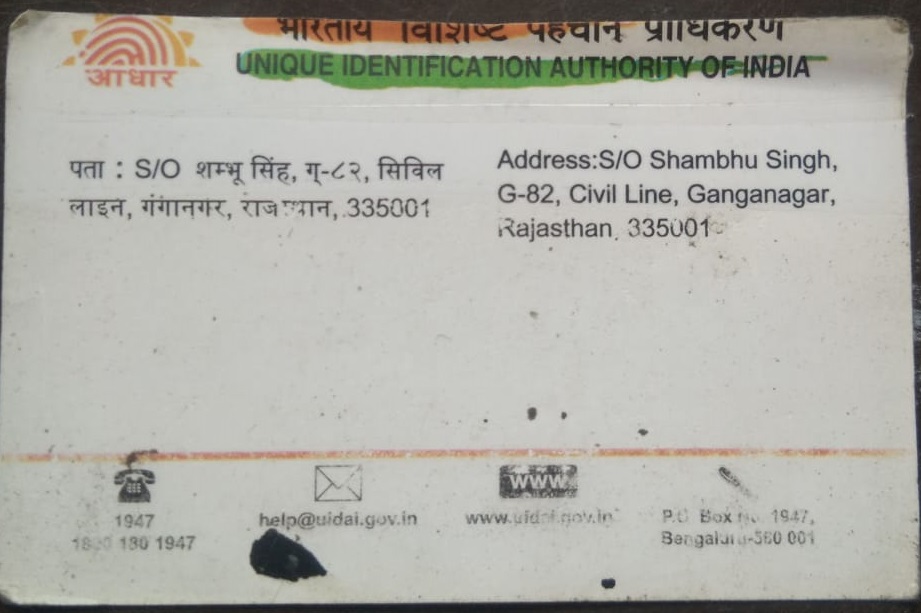 भारतीय विशिष्ट पहचान प्राधिकरण
आधार
UNIQUE IDENTIFICATION AUTHORITY OF INDIA
पता : S/O शम्भू सिंह, ग्-८२, सिविल
लाइन, गंगानगर, राजस्थान, 335001
Address:S/O Shambhu Singh,
G-82, Civil Line, Ganganagar,
Rajasthan, 335001
1947
1800 180 1947
help@uidai.gov.in
www
www.uidai.gov.in
P.O. Box No. 1947,
Bengaluru-560 001